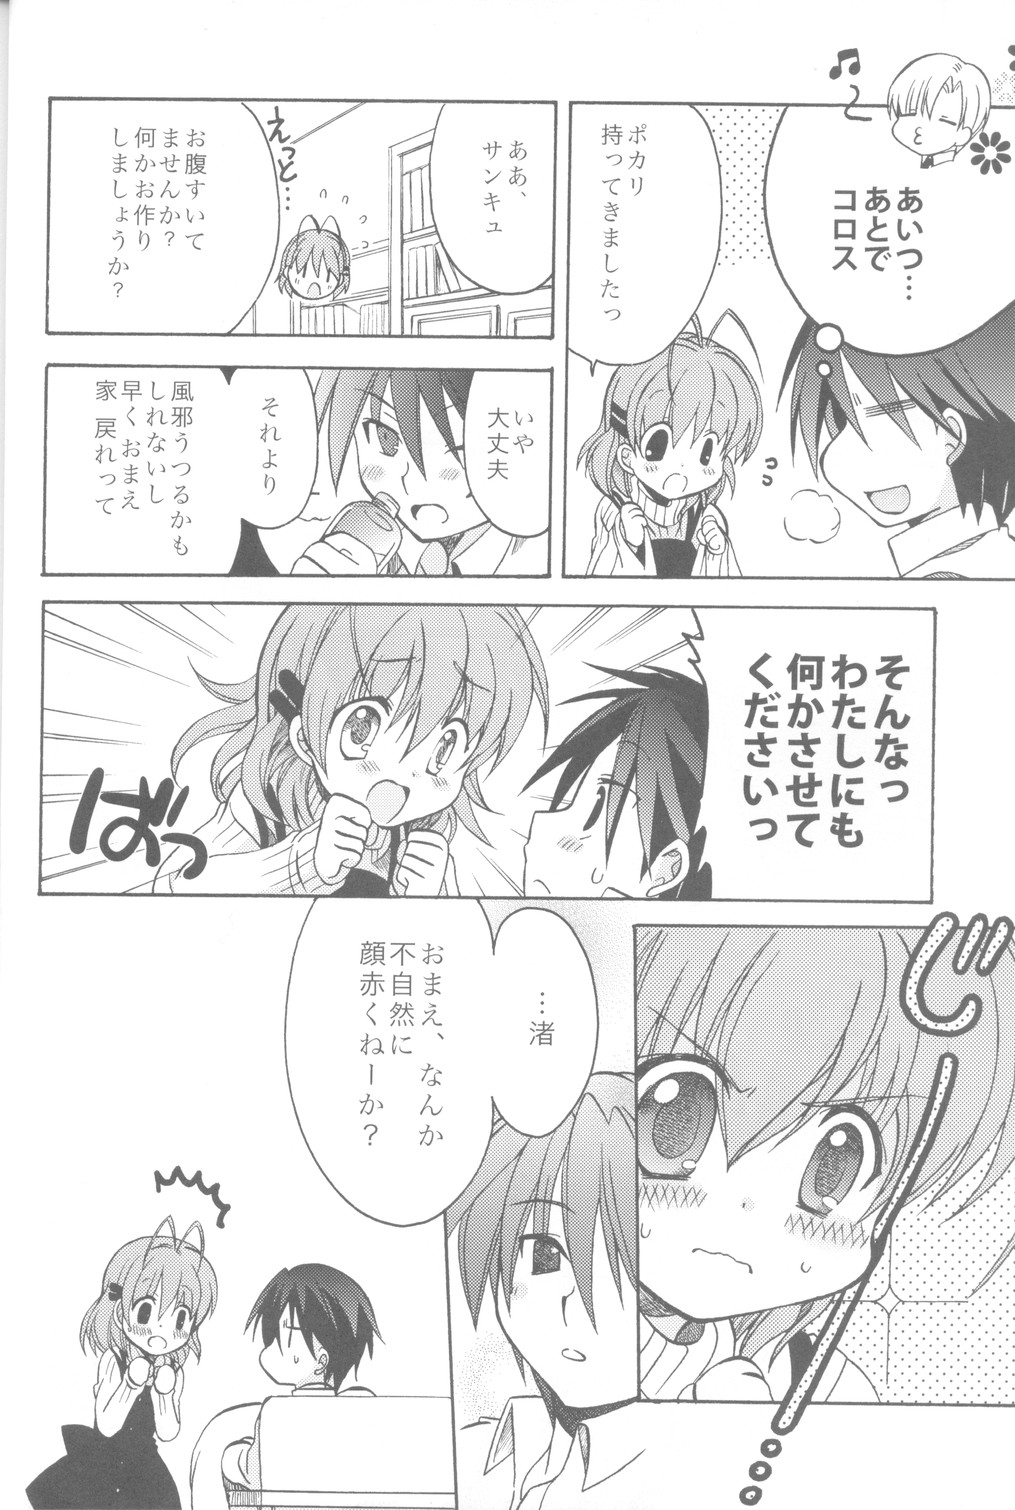 あいつ…
あとで
コロス
ポカリ
持ってきましたっ
ああ、
サンキュ
えっと…
お腹すいて
ませんか?
何かお作り
しましょうか?
いや
大丈夫
それより
風邪うつるかも
しれないし
早くおまえ
家 戻れって
そんなっ
わたしにも
何かさせて
くださいっ
ばっ
じーっ…
…渚
おまえ、なんか
不自然に
顔赤くねーか?